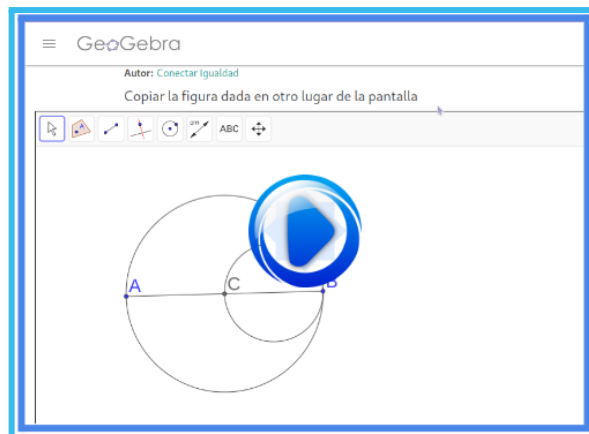 GeoGebra
Autor: Conectar Igualdad
Copiar la figura dada en otro lugar de la pantalla
ABC
A
C
B